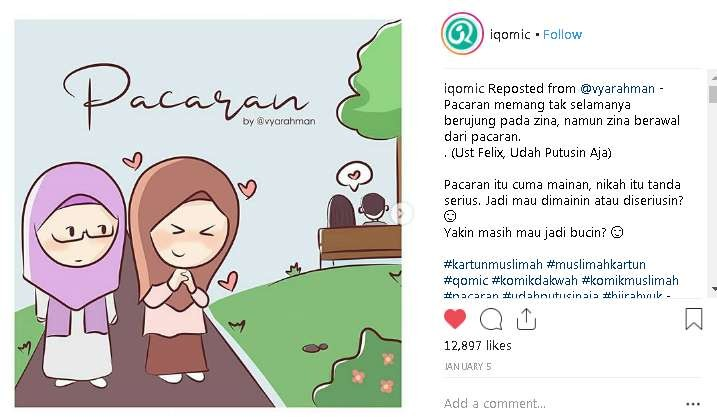 Pacaran
by @vyarahman
iqomic • Follow
iqomic Reposted from @vyarahman -
Pacaran memang tak selamanya
berujung pada zina, namun zina berawal
dari pacaran.
. (Ust Felix, Udah Putusin Aja)
Pacaran itu cuma mainan, nikah itu tanda
serius. Jadi mau dimainin atau diseriusin?
Yakin masih mau jadi bucin?
#kartunmuslimah #muslimahkartun
#qomic #komikdakwah #komikmuslimah
#pacaran #udahputusinaja #hijrahyuk -
12,897 likes
JANUARY 5
Add a comment...